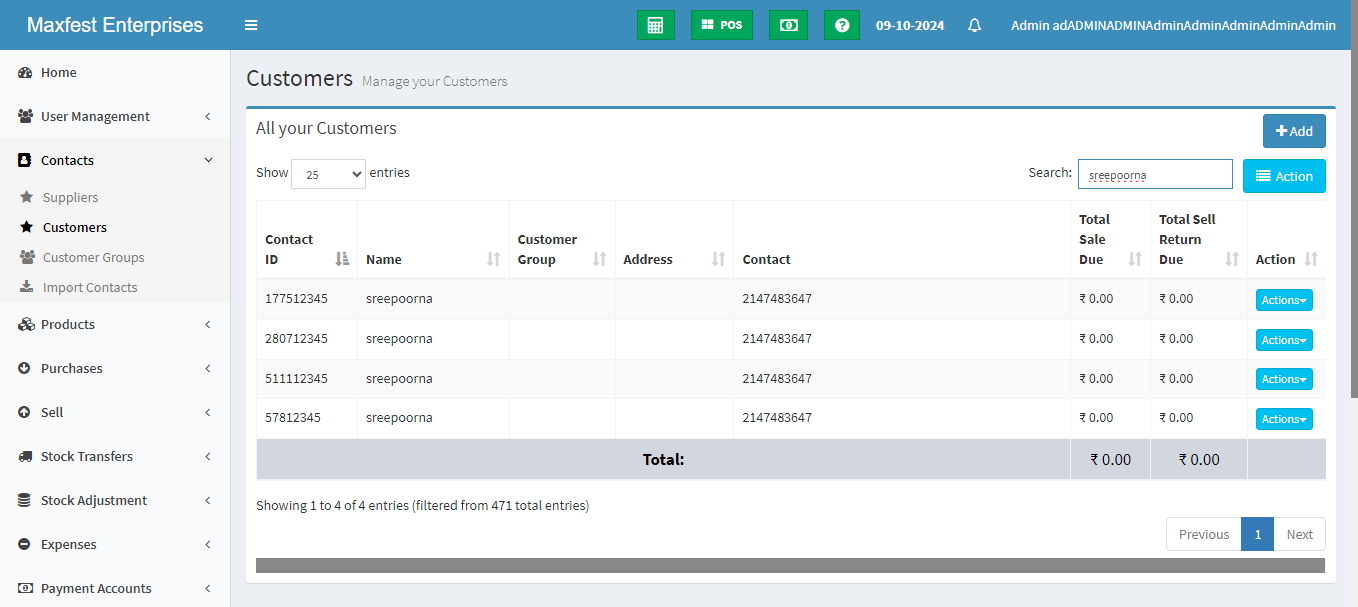 Maxfest Enterprises
POS
09-10-2024
Admin adADMINADMINAdminAdminAdminAdminAdmin
Home
User Management
Contacts
Suppliers
Customers
Customer Groups
Import Contacts
Products
Purchases
Sell
Stock Transfers
Stock Adjustment
Expenses
Payment Accounts
Customers Manage your Customers
All your Customers
Add
Show 25 entries
Search: sreepoorna
Action
Contact ID Name Customer Group Address Contact Total Sale Due Total Sell Return Due Action
177512345 sreepoorna 2147483647 ₹ 0.00 ₹ 0.00 Actions
280712345 sreepoorna 2147483647 ₹ 0.00 ₹ 0.00 Actions
511112345 sreepoorna 2147483647 ₹ 0.00 ₹ 0.00 Actions
57812345 sreepoorna 2147483647 ₹ 0.00 ₹ 0.00 Actions
Total: ₹ 0.00 ₹ 0.00
Showing 1 to 4 of 4 entries (filtered from 471 total entries)
Previous 1 Next